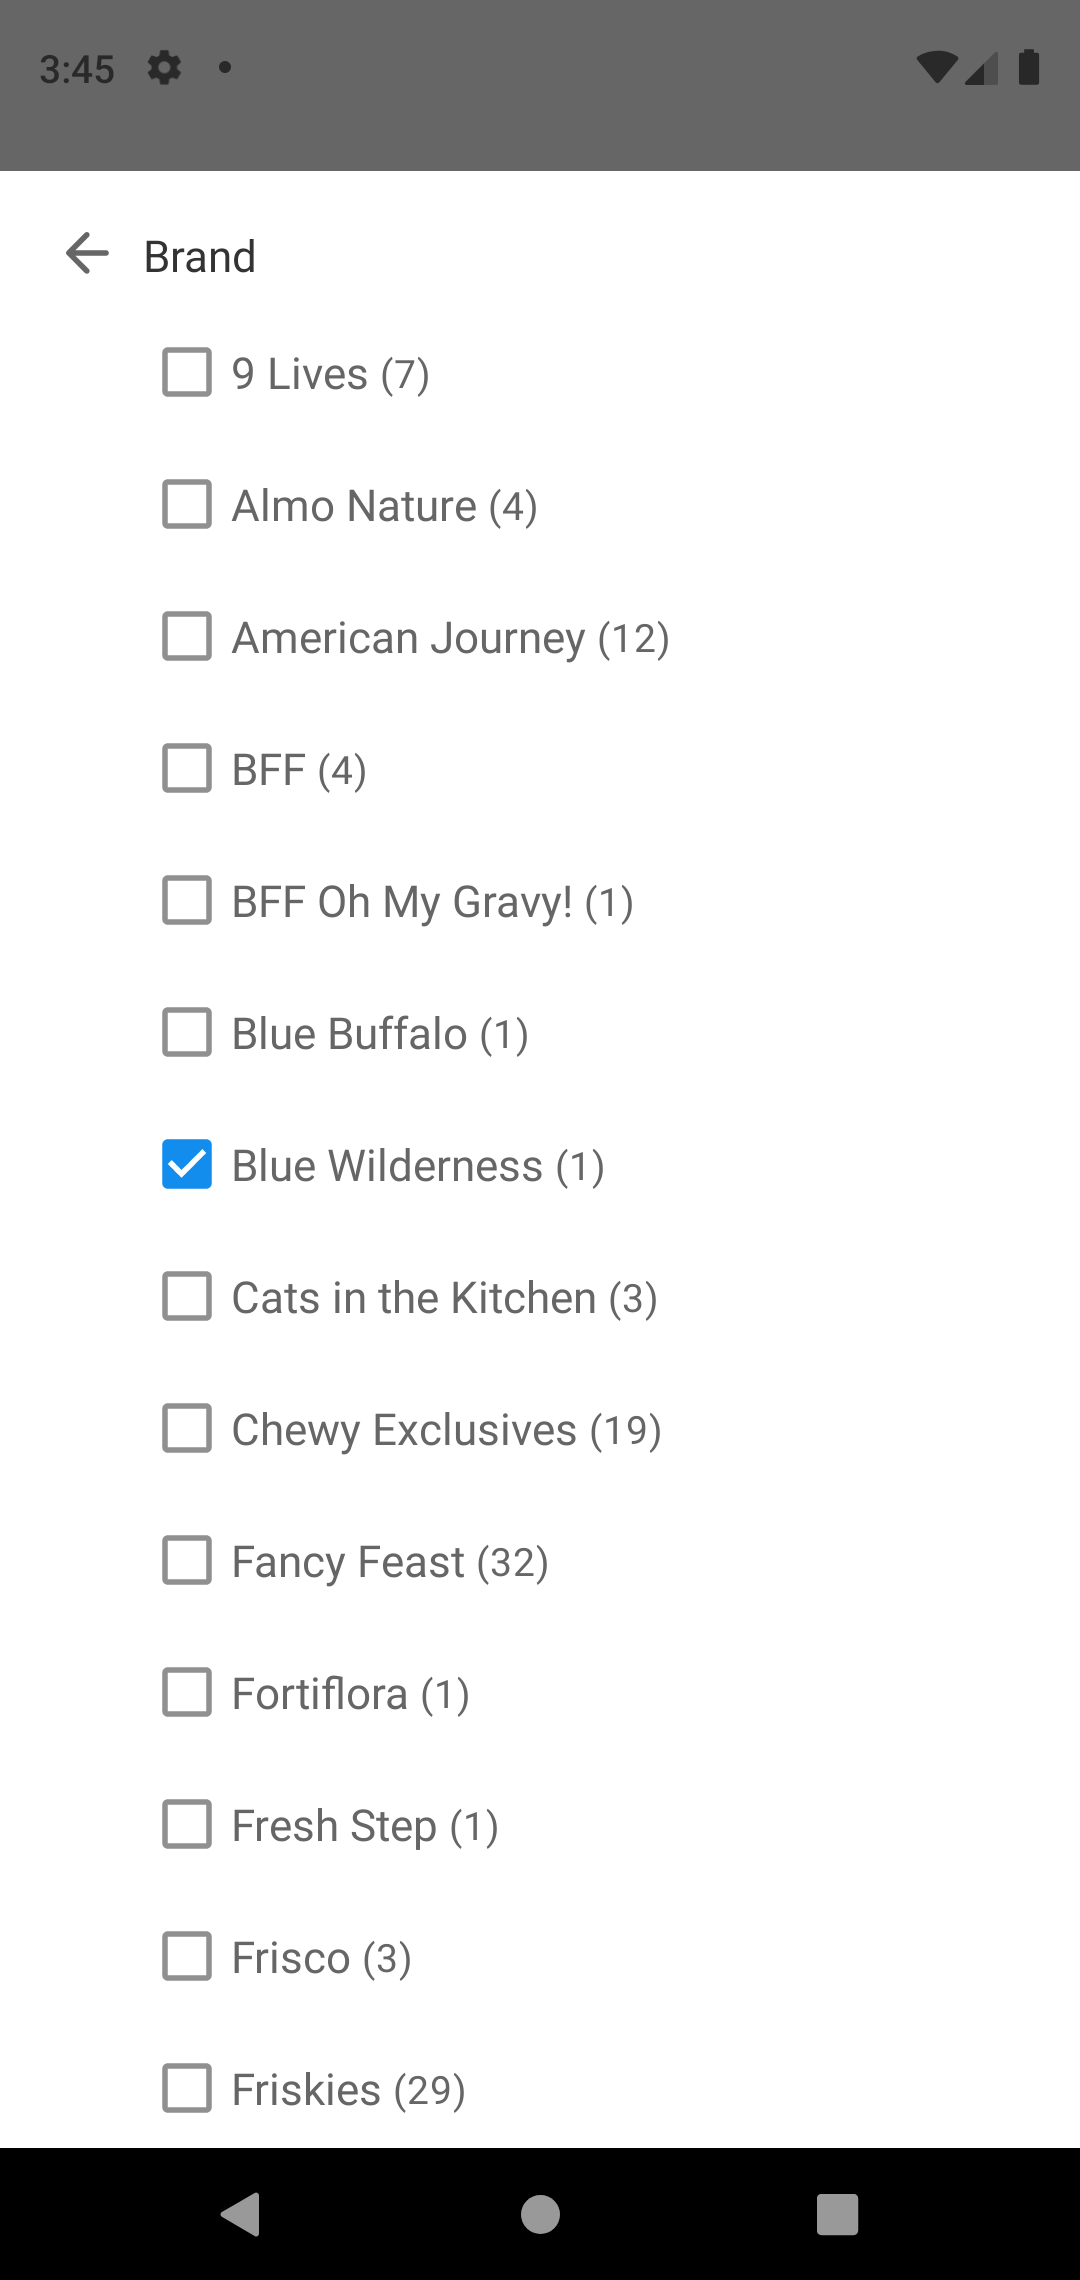 3:45
Brand
9 Lives (7)
Almo Nature (4)
American Journey (12)
BFF (4)
BFF Oh My Gravy! (1)
Blue Buffalo (1)
Blue Wilderness (1)
Cats in the Kitchen (3)
Chewy Exclusives (19)
Fancy Feast (32)
Fortiflora (1)
Fresh Step (1)
Frisco (3)
Friskies (29)